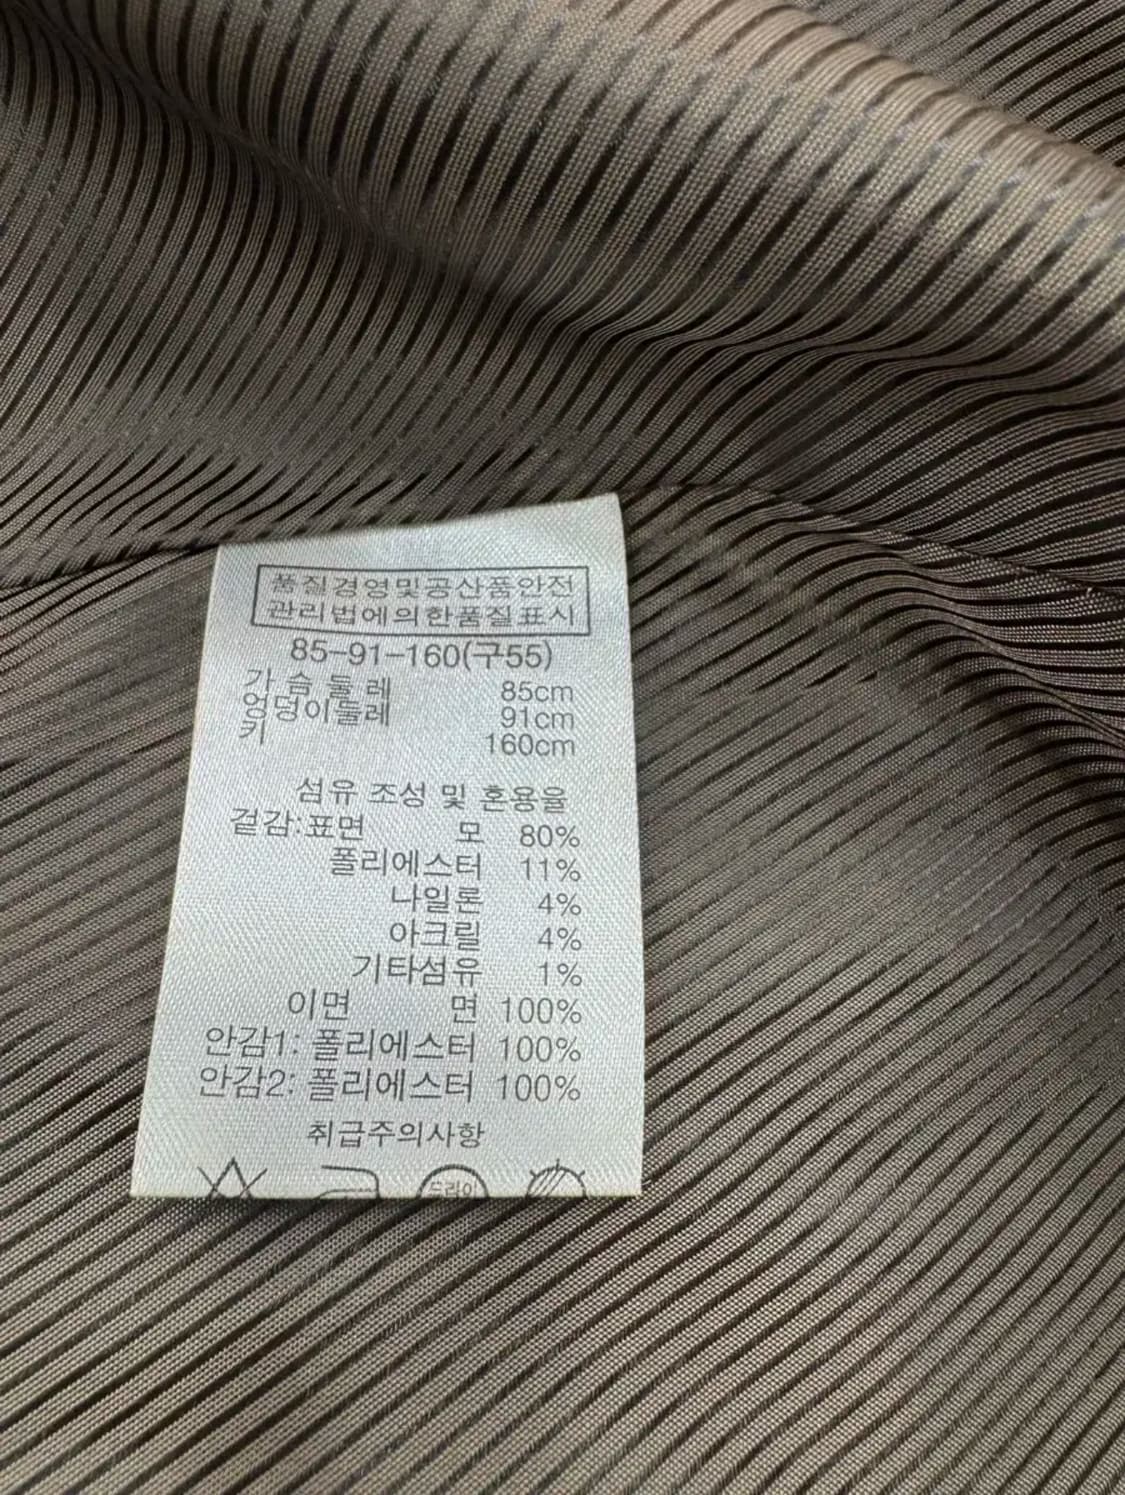 품질경영및공산품안전
관리법에의한품질표시
85-91-160(구55)
가 슴 둘 레 85cm
엉덩이둘레 91cm
키 160cm
섬유 조성 및 혼용율
겉감:표면 모 80%
폴리에스터 11%
나일론 4%
아크릴 4%
기타섬유 1%
이면 면 100%
안감1: 폴리에스터 100%
안감2: 폴리에스터 100%
취급주의사항
드라이